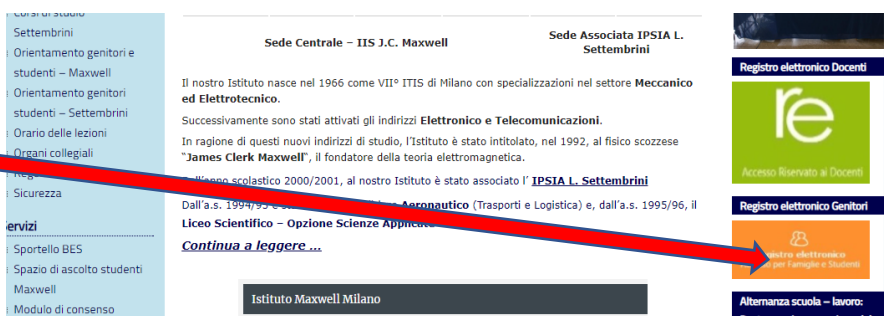 Settembrini
Orientamento genitori e
studenti – Maxwell
Orientamento genitori
studenti – Settembrini
Orario delle lezioni
Organi collegiali
Sicurezza
Servizi
Sportello BES
Spazio di ascolto studenti
Maxwell
Modulo di consenso
Sede Centrale – IIS J.C. Maxwell
Sede Associata IPSIA L.
Settembrini
Il nostro Istituto nasce nel 1966 come VII° ITIS di Milano con specializzazioni nel settore Meccanico
ed Elettrotecnico.
Successivamente sono stati attivati gli indirizzi Elettronico e Telecomunicazioni.
In ragione di questi nuovi indirizzi di studio, l'Istituto è stato intitolato, nel 1992, al fisico scozzese
"James Clerk Maxwell", il fondatore della teoria elettromagnetica.
scolastico 2000/2001, al nostro Istituto è stato associato l' IPSIA L. Settembrini
Dall'a.s. 1994/95 Aeronautico (Trasporti e Logistica) e, dall'a.s. 1995/96, il
Liceo Scientifico – Opzione Scienze
Continua a leggere ...
Istituto Maxwell Milano
Registro elettronico Docenti
re
Accesso Riservato ai Docenti
Registro elettronico Genitori
elettronico
per Famiglie e Studenti
Alternanza scuola – lavoro: